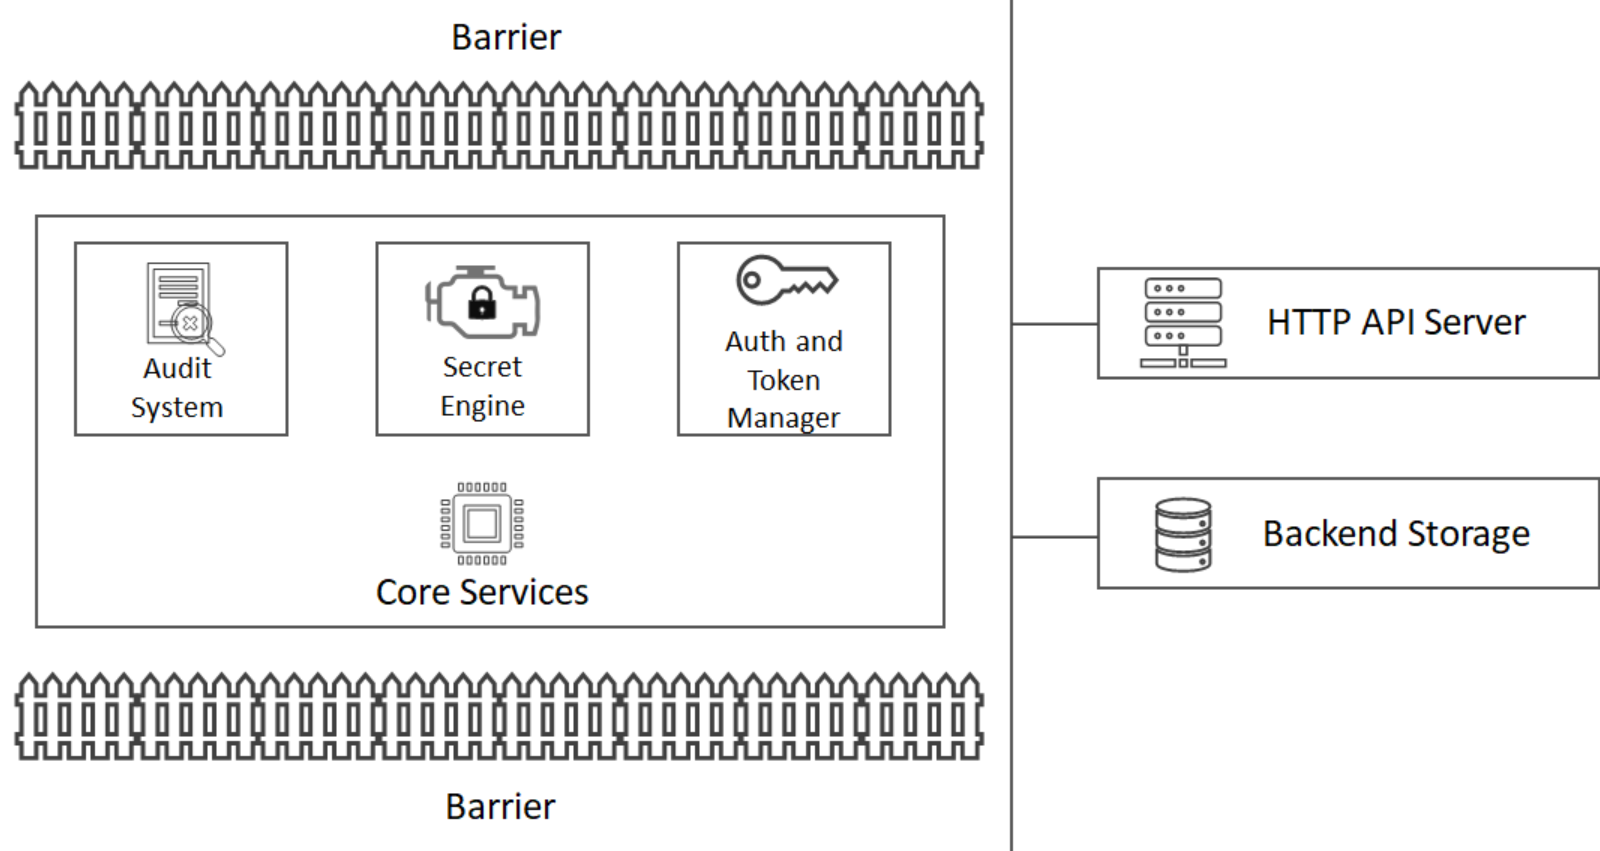 Barrier
Audit
System
Secret
Engine
Auth and
Token
Manager
Core Services
Barrier
HTTP API Server
Backend Storage